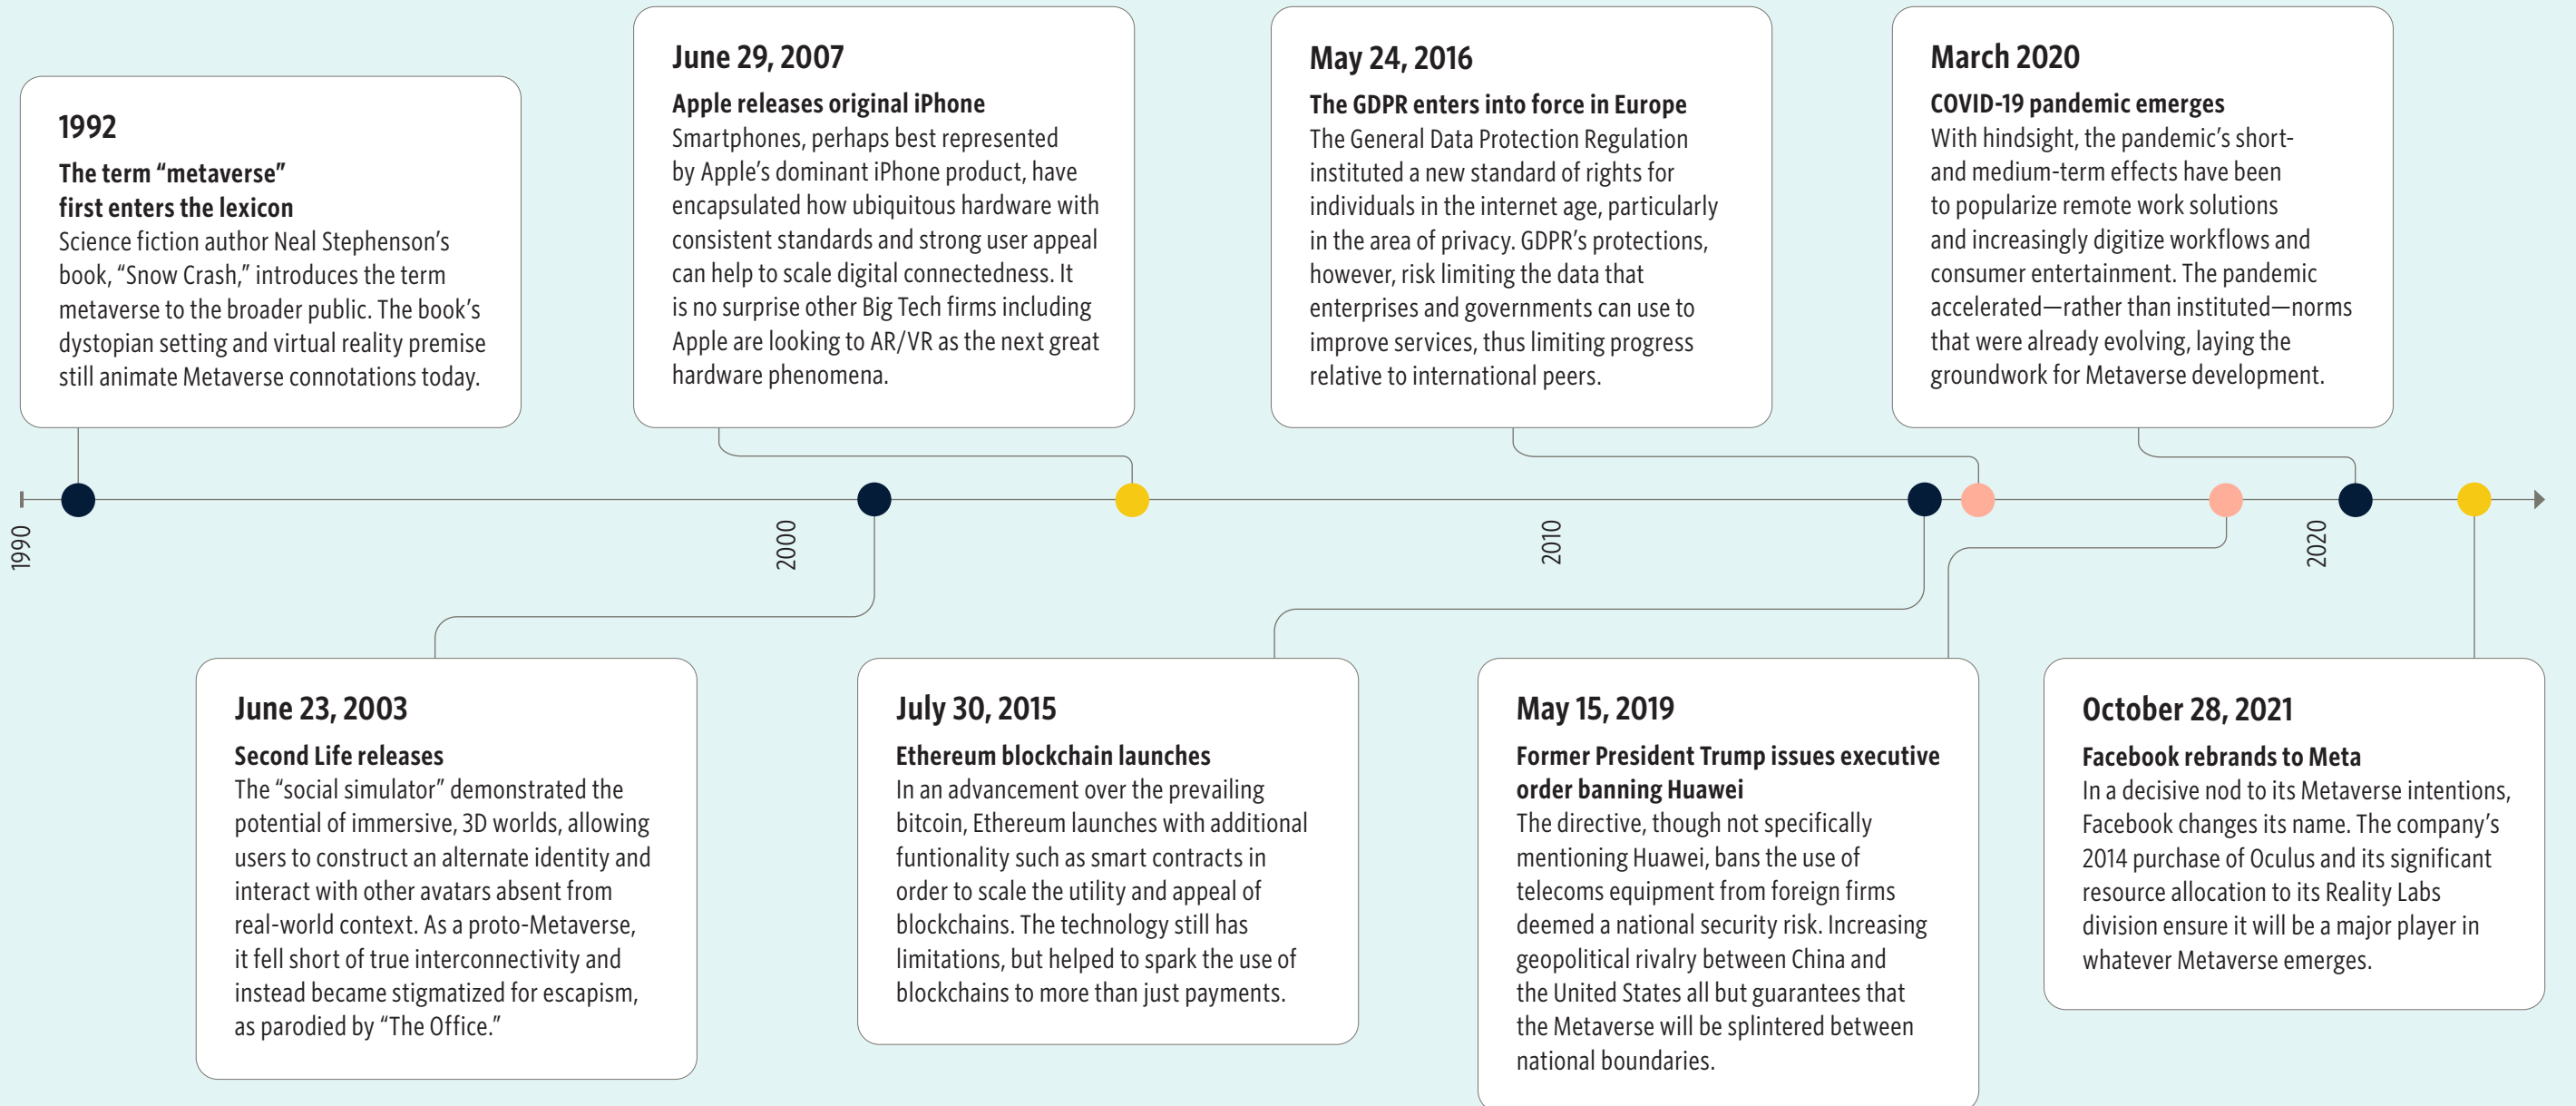 1992
The term “metaverse”
first enters the lexicon
Science fiction author Neal Stephenson’s
book, “Snow Crash,” introduces the term
metaverse to the broader public. The book’s
dystopian setting and virtual reality premise
still animate Metaverse connotations today.
June 29, 2007
Apple releases original iPhone
Smartphones, perhaps best represented
by Apple’s dominant iPhone product, have
encapsulated how ubiquitous hardware with
consistent standards and strong user appeal
can help to scale digital connectedness. It
is no surprise other Big Tech firms including
Apple are looking to AR/VR as the next great
hardware phenomena.
May 24, 2016
The GDPR enters into force in Europe
The General Data Protection Regulation
instituted a new standard of rights for
individuals in the internet age, particularly
in the area of privacy. GDPR’s protections,
however, risk limiting the data that
enterprises and governments can use to
improve services, thus limiting progress
relative to international peers.
March 2020
COVID-19 pandemic emerges
With hindsight, the pandemic’s short-
and medium-term effects have been
to popularize remote work solutions
and increasingly digitize workflows and
consumer entertainment. The pandemic
accelerated—rather than instituted—norms
that were already evolving, laying the
groundwork for Metaverse development.
1990
2000
2010
2020
June 23, 2003
Second Life releases
The “social simulator” demonstrated the
potential of immersive, 3D worlds, allowing
users to construct an alternate identity and
interact with other avatars absent from
real-world context. As a proto-Metaverse,
it fell short of true interconnectivity and
instead became stigmatized for escapism,
as parodied by “The Office.”
July 30, 2015
Ethereum blockchain launches
In an advancement over the prevailing
bitcoin, Ethereum launches with additional
funtionality such as smart contracts in
order to scale the utility and appeal of
blockchains. The technology still has
limitations, but helped to spark the use of
blockchains to more than just payments.
May 15, 2019
Former President Trump issues executive
order banning Huawei
The directive, though not specifically
mentioning Huawei, bans the use of
telecoms equipment from foreign firms
deemed a national security risk. Increasing
geopolitical rivalry between China and
the United States all but guarantees that
the Metaverse will be splintered between
national boundaries.
October 28, 2021
Facebook rebrands to Meta
In a decisive nod to its Metaverse intentions,
Facebook changes its name. The company’s
2014 purchase of Oculus and its significant
resource allocation to its Reality Labs
division ensure it will be a major player in
whatever Metaverse emerges.